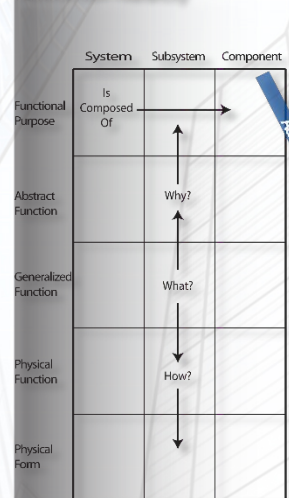 System Subsystem Component
Functional
Purpose
Is
Composed
Of
Abstract
Function
Why?
Generalized
Function
What?
Physical
Function
How?
Physical
Form